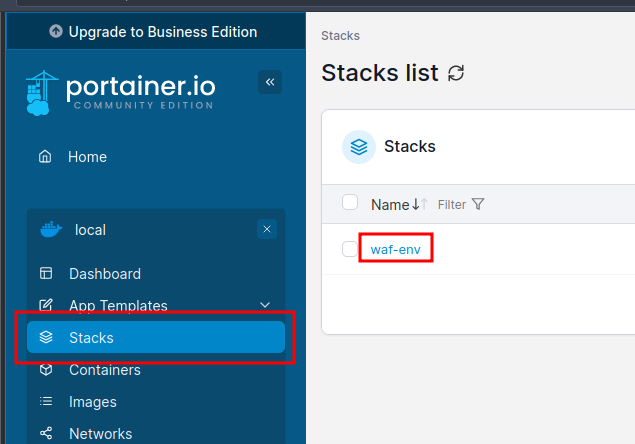 Upgrade to Business Edition
portainer.io
COMMUNITY EDITION
Home
local
Dashboard
App Templates
Stacks
Containers
Images
Networks
Stacks
Stacks list
Stacks
Name
Filter
waf-env